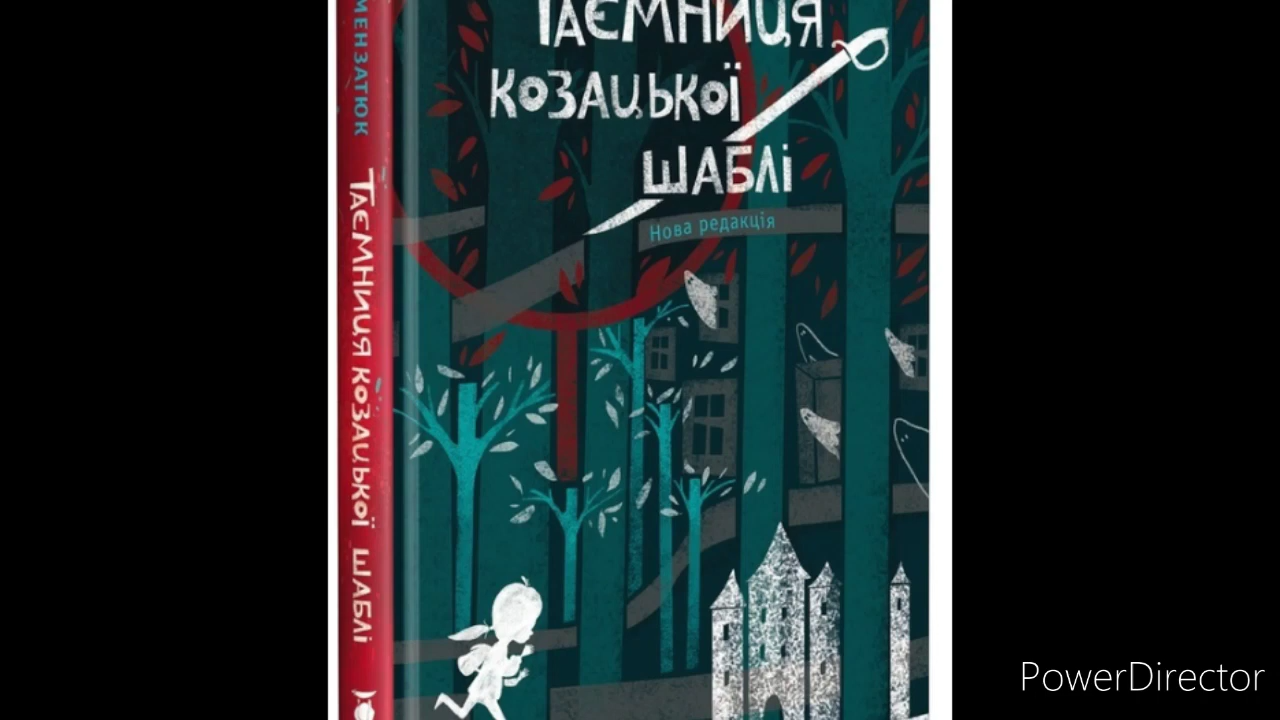 ТАЄМНИЦЯ
КОЗАЦЬКОЇ
ШАБЛІ
Нова редакція
МЕНЗАТЮК
ТАЄМНИЦЯ КОЗАЦЬКОЇ ШАБЛІ
PowerDirector